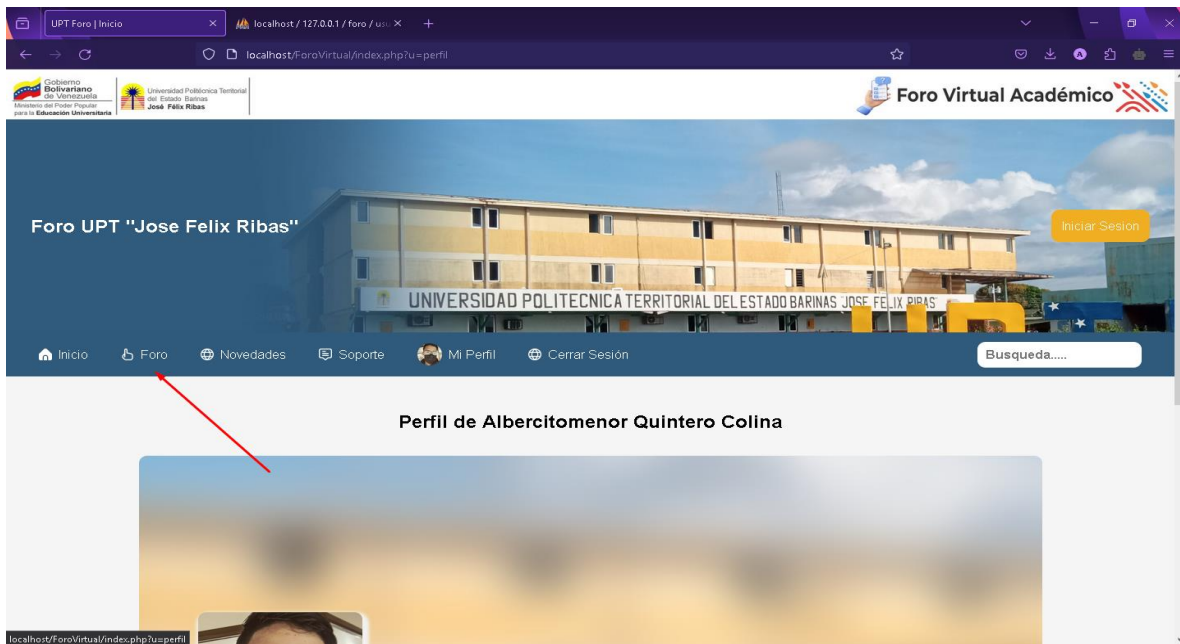 UPT Foro | Inicio
localhost / 127.0.0.1 / foro / usu
localhost/ForoVirtual/index.php?u=perfil
Gobierno
Bolivariano
de Venezuela
Ministerio del Poder Popular
para la Educación Universitaria
Universidad Politécnica Territorial
del Estado Barinas
José Félix Ribas
Foro Virtual Académico
Foro UPT "Jose Felix Ribas"
Iniciar Sesion
UNIVERSIDAD POLITECNICA TERRITORIAL DEL ESTADO BARINAS "JOSE FELIX RIBAS"
Inicio
Foro
Novedades
Soporte
Mi Perfil
Cerrar Sesión
Busqueda.....
Perfil de Albercitomenor Quintero Colina
localhost/ForoVirtual/index.php?u=perfil